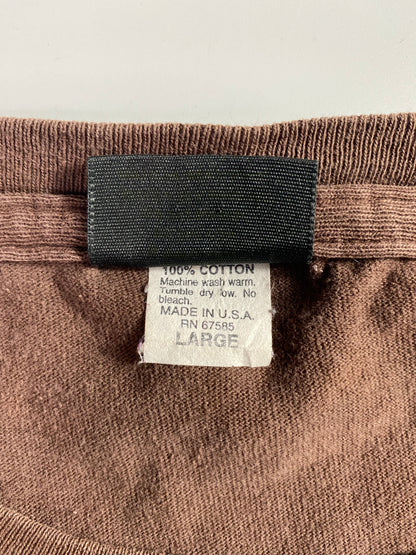 100% COTTON
Machine wash warm.
Tumble dry low. No
bleach.
MADE IN U.S.A.
RN 67585
LARGE